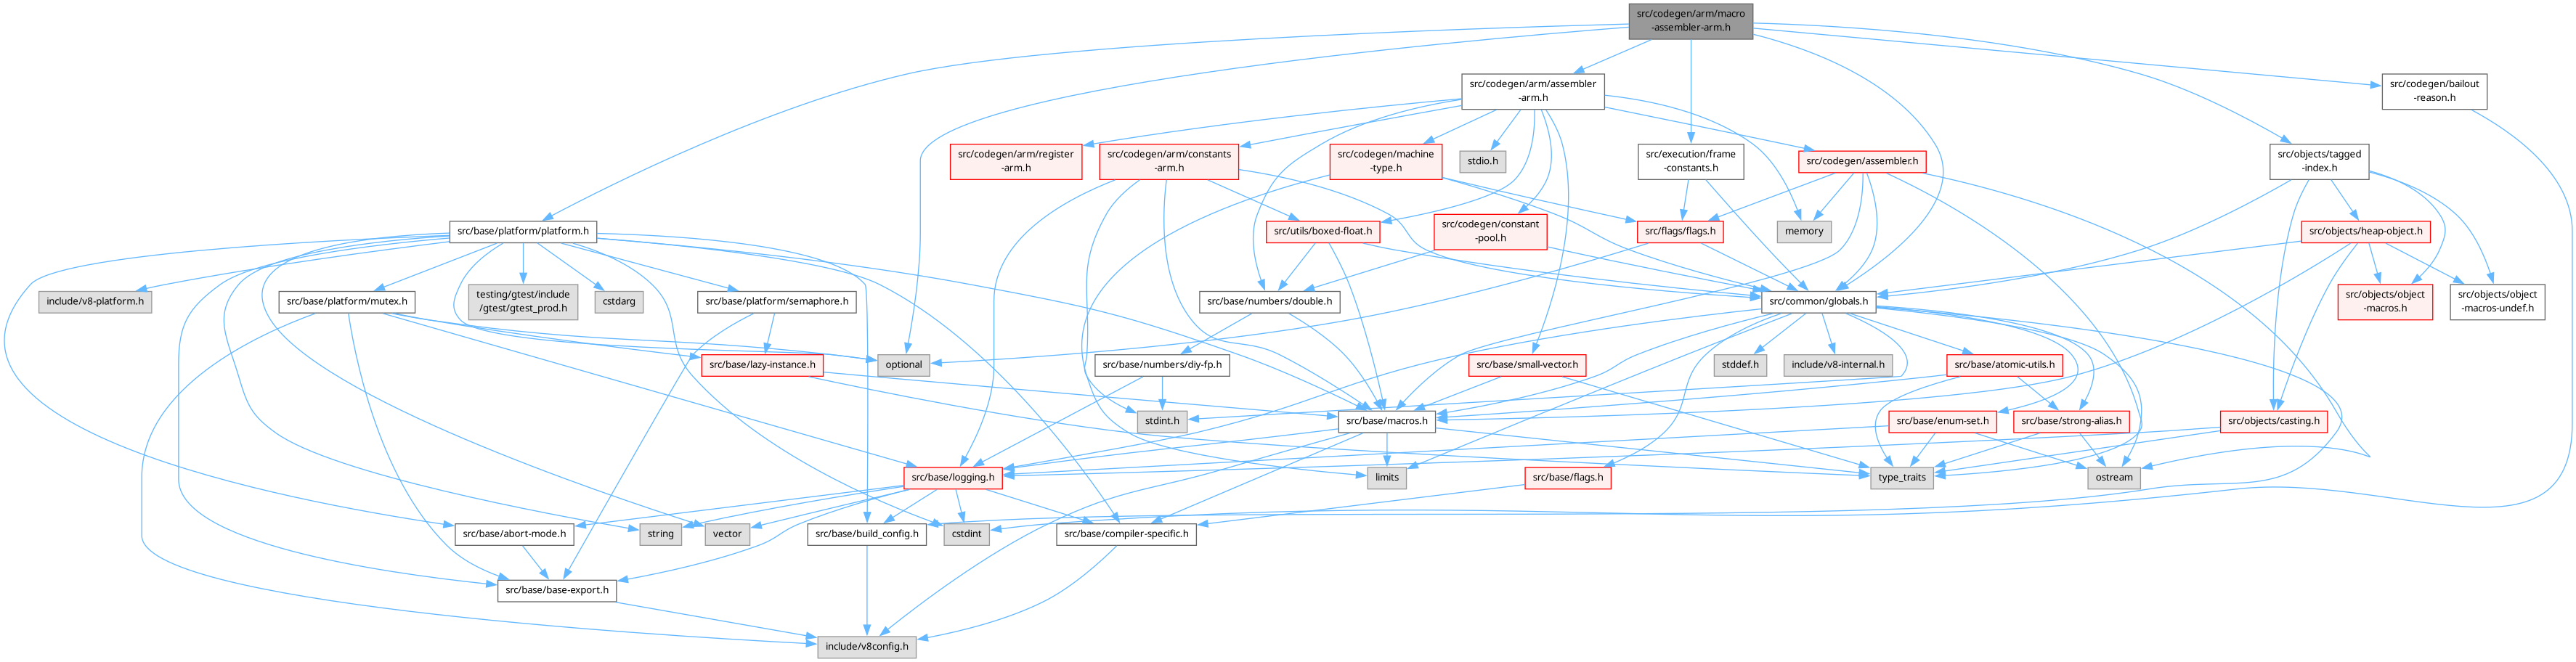 src/codegen/arm/macro
-assembler-arm.h
src/codegen/arm/assembler
-arm.h
src/codegen/bailout
-reason.h
src/codegen/arm/register
-arm.h
src/codegen/arm/constants
-arm.h
src/codegen/machine
-type.h
stdio.h
src/execution/frame
-constants.h
src/codegen/assembler.h
src/objects/tagged
-index.h
src/base/platform/platform.h
src/utils/boxed-float.h
src/codegen/constant
-pool.h
src/flags/flags.h
memory
src/objects/heap-object.h
include/v8-platform.h
src/base/platform/mutex.h
testing/gtest/include
/gtest/gtest_prod.h
cstdarg
src/base/platform/semaphore.h
src/base/numbers/double.h
src/common/globals.h
src/objects/object
-macros.h
src/objects/object
-macros-undef.h
src/base/lazy-instance.h
optional
src/base/numbers/diy-fp.h
src/base/small-vector.h
stddef.h
include/v8-internal.h
src/base/atomic-utils.h
stdint.h
src/base/macros.h
src/base/enum-set.h
src/base/strong-alias.h
src/objects/casting.h
src/base/logging.h
limits
src/base/flags.h
type_traits
ostream
src/base/abort-mode.h
string
vector
src/base/build_config.h
cstdint
src/base/compiler-specific.h
src/base/base-export.h
include/v8config.h